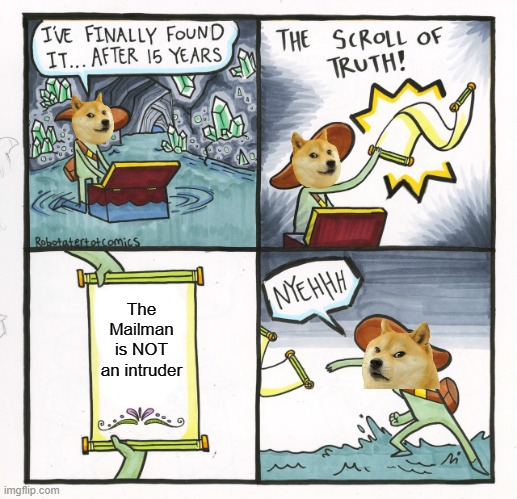 I'VE FINALLY FOUND
IT... AFTER 15 YEARS
THE SCROLL OF
TRUTH!
Robotatertotcomics
The
Mailman
is NOT
an intruder
NYEHHH
imgflip.com